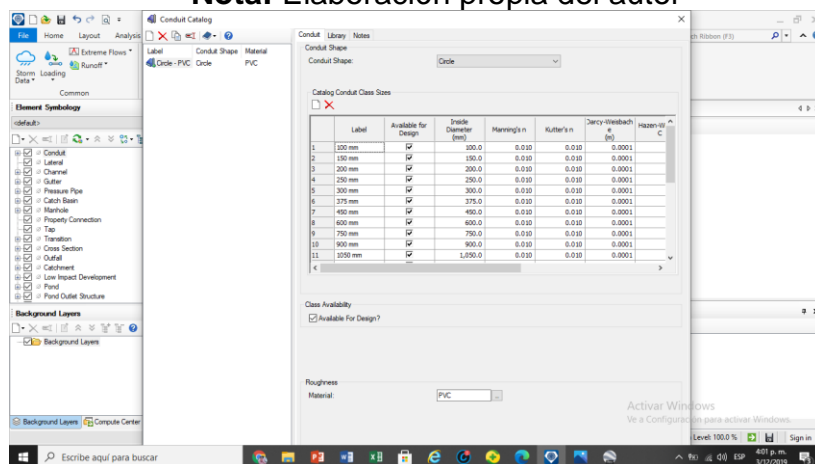 Nota: Elaboración propia del autor
Conduit Catalog
File Home Layout Analysis
ch Ribbon (F3)
Extreme Flows
Runoff
Storm Data
Loading
Common
Element Symbology
<default>
Conduit
Lateral
Channel
Gutter
Pressure Pipe
Catch Basin
Manhole
Property Connection
Tap
Transition
Cross Section
Outfall
Catchment
Low Impact Development
Pond
Pond Outlet Structure
Background Layers
Background Layers
Background Layers Compute Center
Label Conduit Shape Material
Circle - PVC Circle PVC
Conduit Library Notes
Conduit Shape
Conduit Shape: Circle
Catalog Conduit Class Sizes
Label Available for Design Inside Diameter (mm) Manning's n Kutter's n Darcy-Weisbach e (m) Hazen-W C
1 100 mm 100.0 0.010 0.010 0.0001
2 150 mm 150.0 0.010 0.010 0.0001
3 200 mm 200.0 0.010 0.010 0.0001
4 250 mm 250.0 0.010 0.010 0.0001
5 300 mm 300.0 0.010 0.010 0.0001
6 375 mm 375.0 0.010 0.010 0.0001
7 450 mm 450.0 0.010 0.010 0.0001
8 600 mm 600.0 0.010 0.010 0.0001
9 750 mm 750.0 0.010 0.010 0.0001
10 900 mm 900.0 0.010 0.010 0.0001
11 1050 mm 1,050.0 0.010 0.010 0.0001
Class Availability
Available For Design?
Roughness
Material: PVC
Activar Windows
Ve a Configuración para activar Windows.
Level: 100.0 % Sign in
Escribe aquí para buscar
ESP
4:01 p. m.
3/12/2019